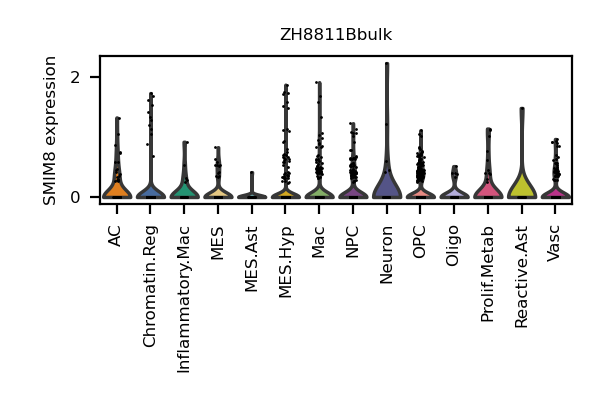 ZH8811Bbulk
SMIM8 expression
2
0
AC
Chromatin.Reg
Inflammatory.Mac
MES
MES.Ast
MES.Hyp
Mac
NPC
Neuron
OPC
Oligo
Prolif.Metab
Reactive.Ast
Vasc